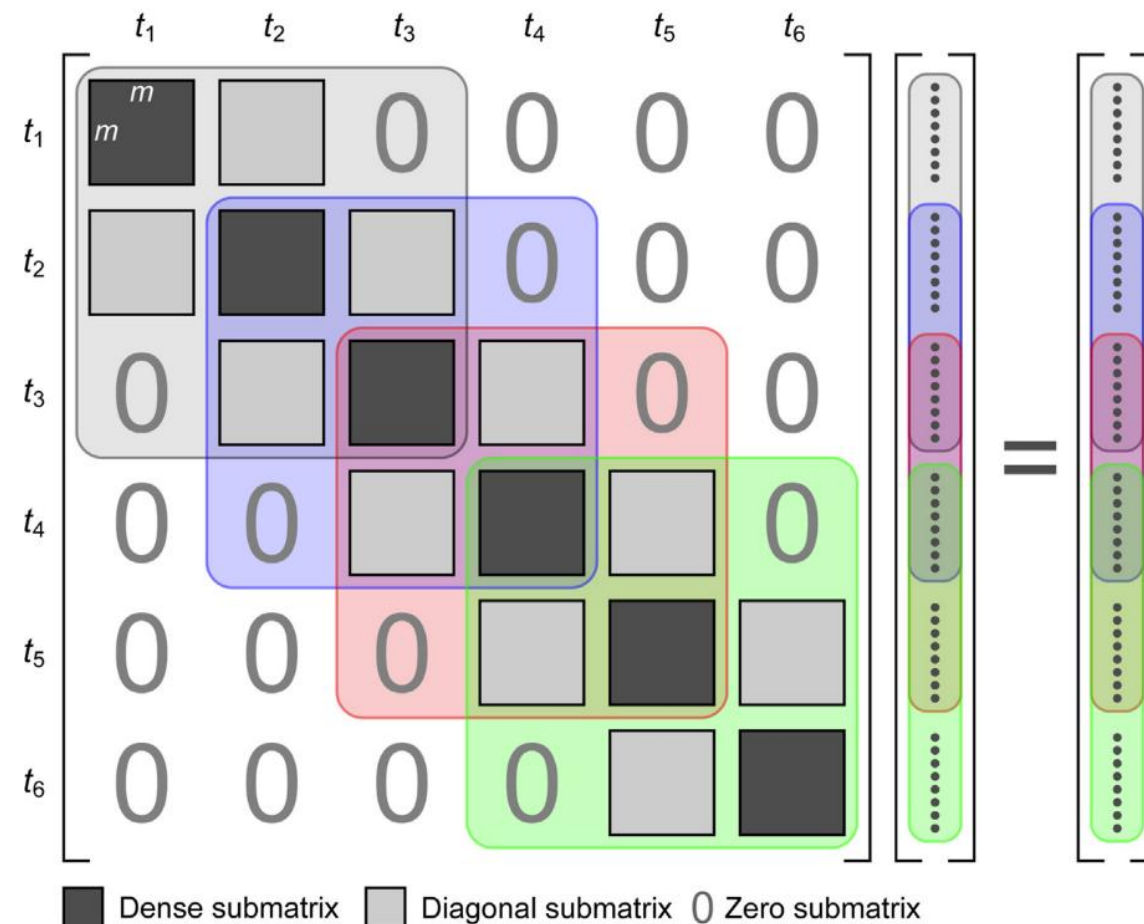 t1 t2 t3 t4 t5 t6
m
t1 m 0 0 0 0
t2 0 0 0
t3 0 0 0
=
t4 0 0 0
t5 0 0 0
t6 0 0 0 0
Dense submatrix Diagonal submatrix 0 Zero submatrix